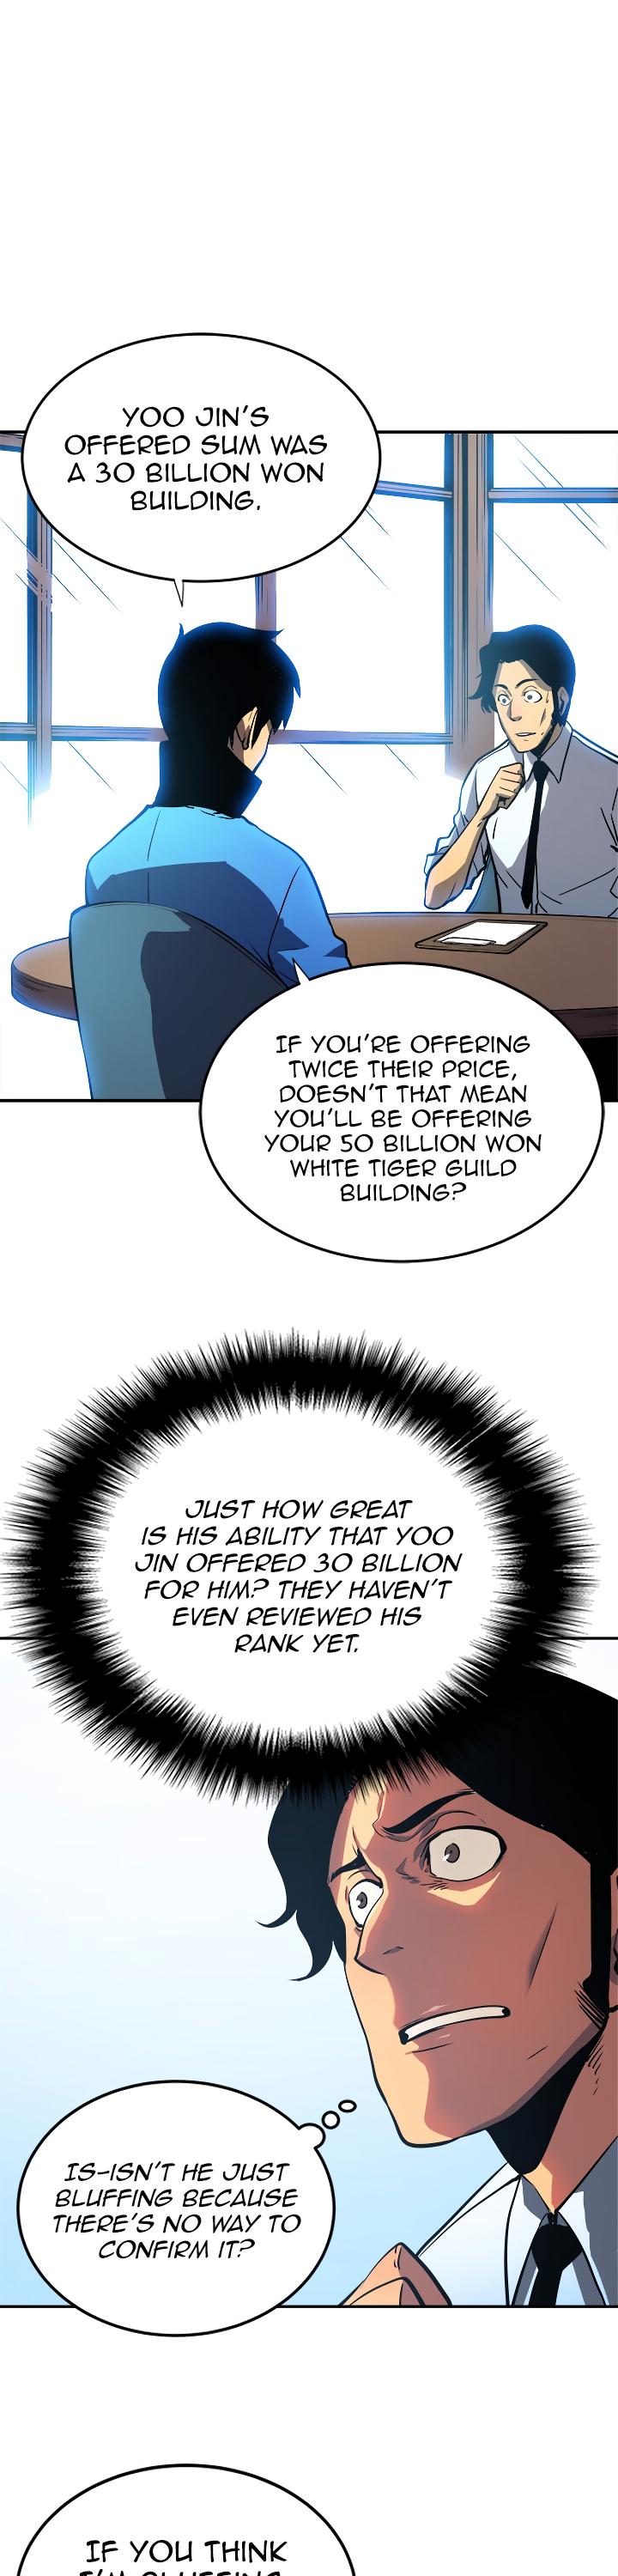 YOO JIN'S
OFFERED SUM WAS
A 30 BILLION WON
BUILDING.
IF YOU'RE OFFERING
TWICE THEIR PRICE,
DOESN'T THAT MEAN
YOU'LL BE OFFERING
YOUR 50 BILLION WON
WHITE TIGER GUILD
BUILDING?
JUST HOW GREAT
IS HIS ABILITY THAT YOO
JIN OFFERED 30 BILLION
FOR HIM? THEY HAVEN'T
EVEN REVIEWED HIS
RANK YET.
IS-ISN'T HE JUST
BLUFFING BECAUSE
THERE'S NO WAY TO
CONFIRM IT?
IF YOU THINK
I'M BLUFFING